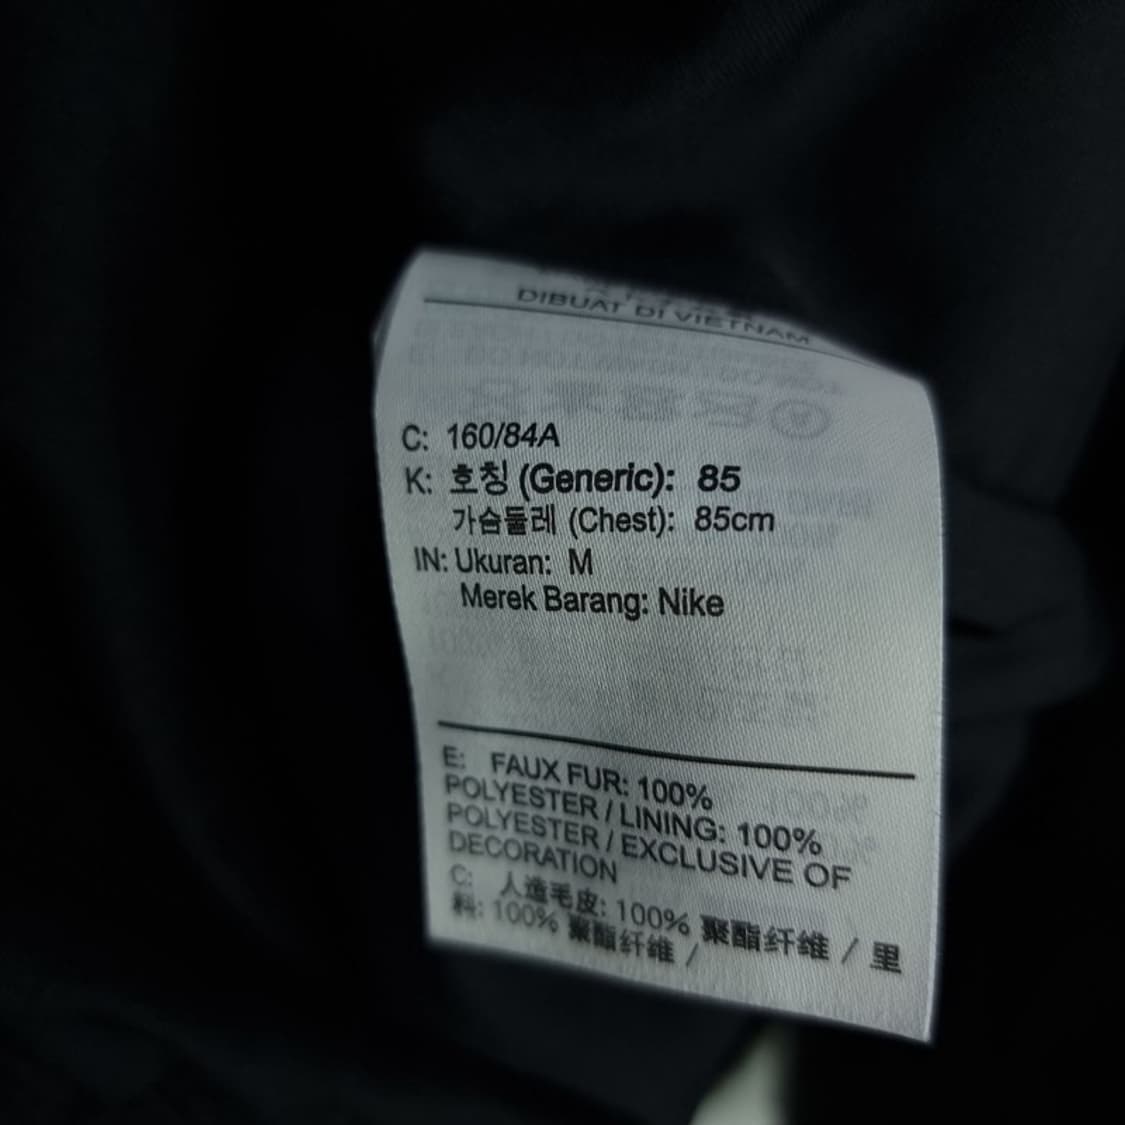 DIBUAT DI VIETNAM
C: 160/84A
K: 호칭 (Generic): 85
가슴둘레 (Chest): 85cm
IN: Ukuran: M
Merek Barang: Nike
E: FAUX FUR: 100%
POLYESTER / LINING: 100%
POLYESTER / EXCLUSIVE OF
DECORATION
C: 人造毛皮: 100% 聚酯纤维 / 里
料: 100% 聚酯纤维 /